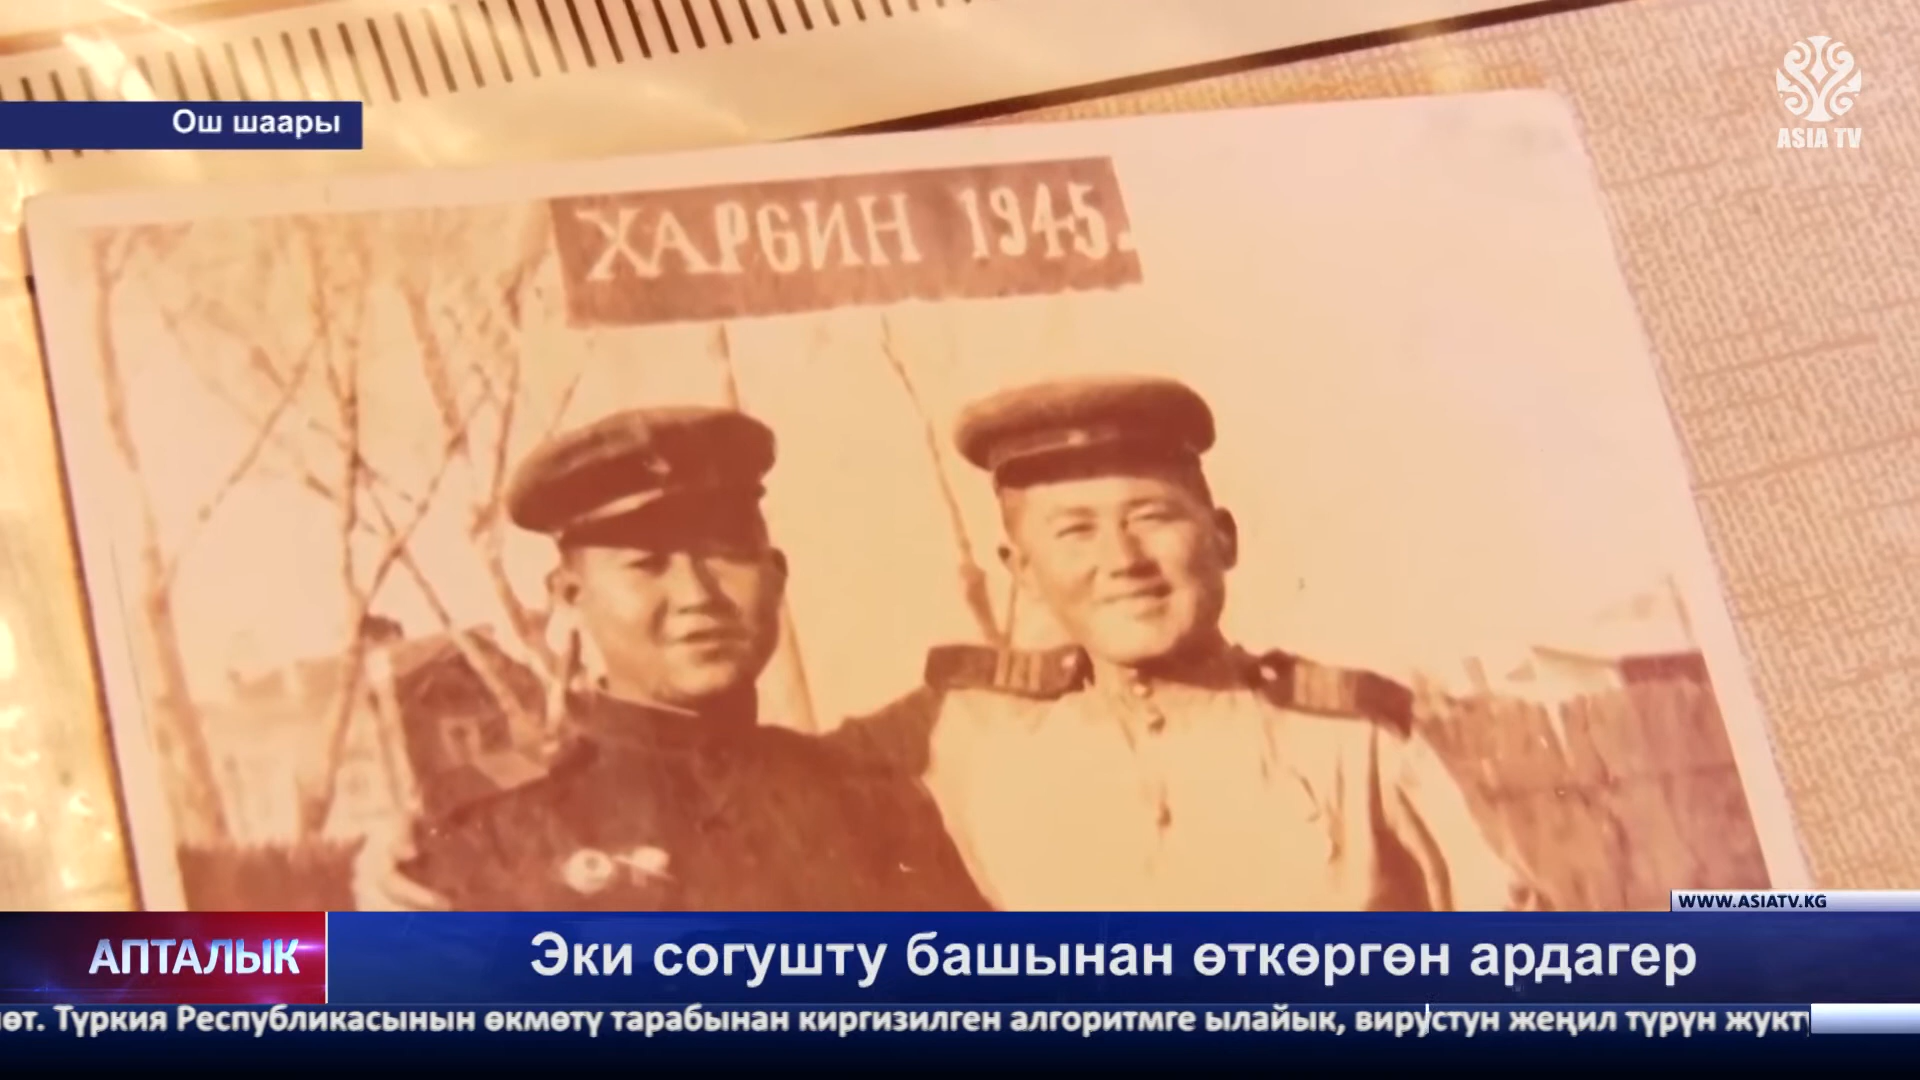 ASIA TV
Ош шаары
ХАРБИН 1945.
WWW.ASIATV.KG
АПТАЛЫК
Эки согушту башынан өткөргөн ардагер
Түркия Республикасынын өкмөтү тарабынан киргизилген алгоритмге ылайык, вирустун жеңил түрүн